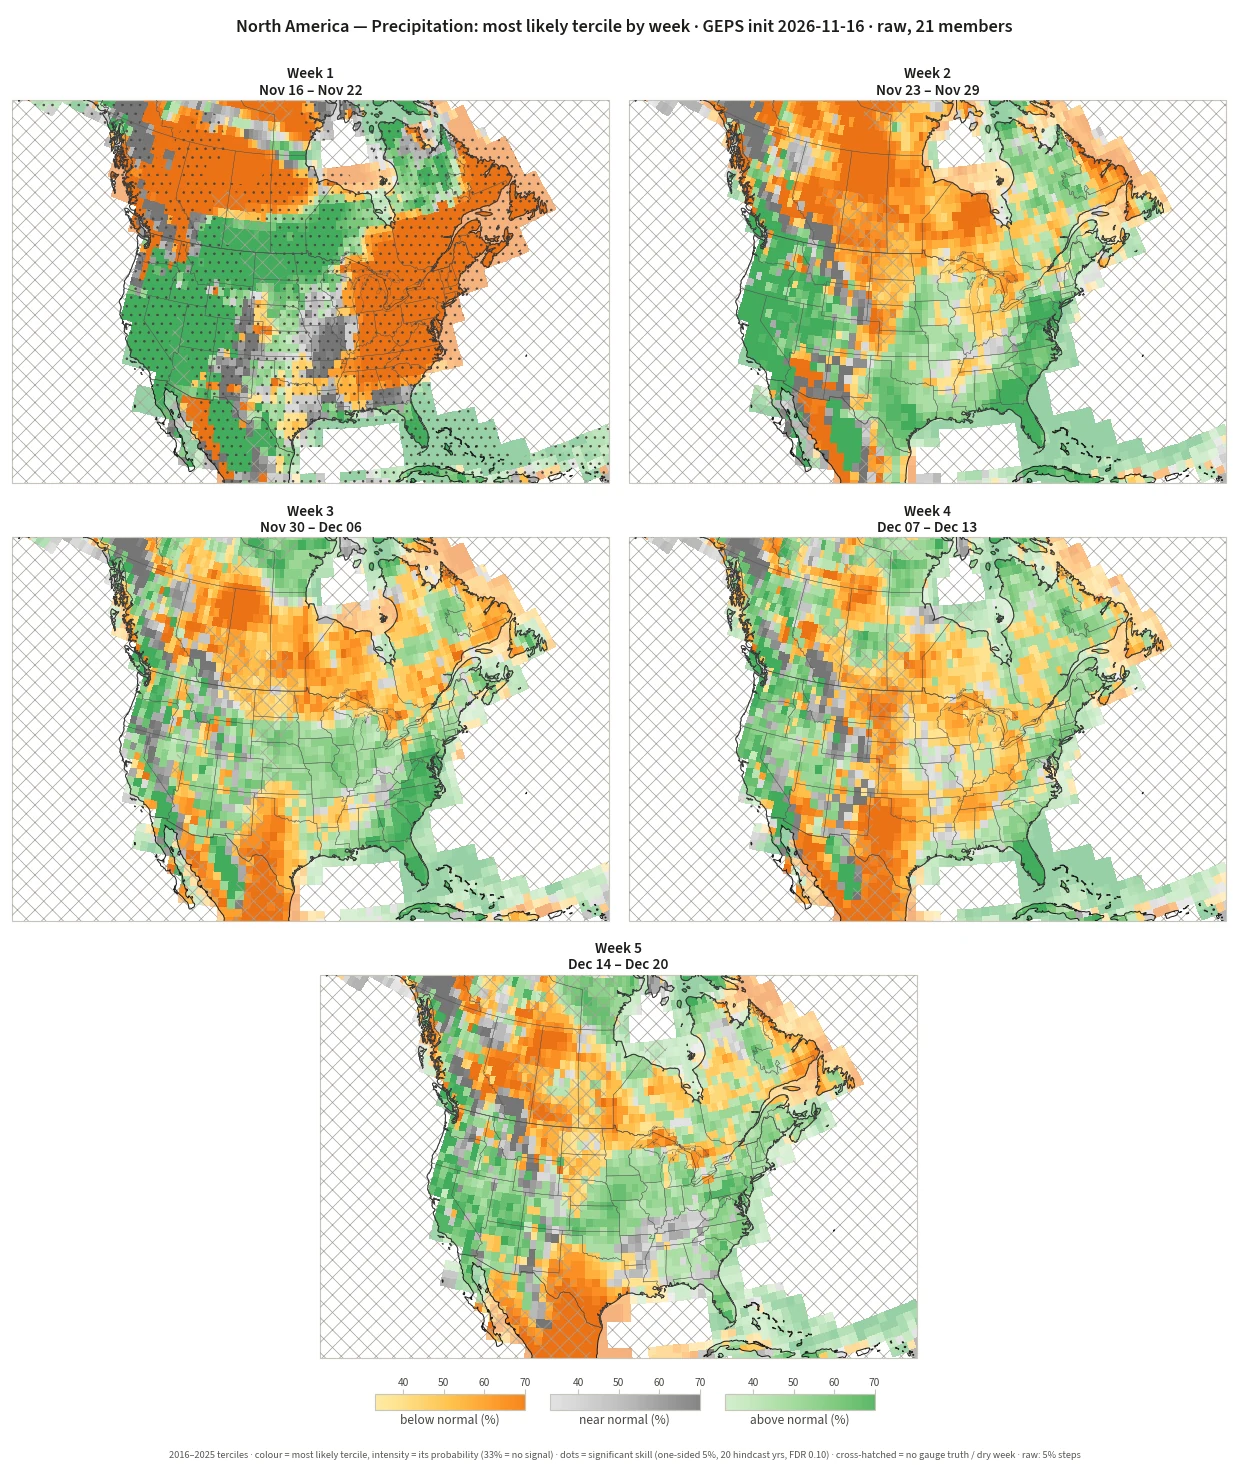 North America — Precipitation: most likely tercile by week · GEPS init 2026-11-16 · raw, 21 members
Week 1
Nov 16 – Nov 22
Week 2
Nov 23 – Nov 29
Week 3
Nov 30 – Dec 06
Week 4
Dec 07 – Dec 13
Week 5
Dec 14 – Dec 20
40 50 60 70
below normal (%)
40 50 60 70
near normal (%)
40 50 60 70
above normal (%)
2016–2025 terciles · colour = most likely tercile, intensity = its probability (33% = no signal) · dots = significant skill (one-sided 5%, 20 hindcast yrs, FDR 0.10) · cross-hatched = no gauge truth / dry week · raw: 5% steps